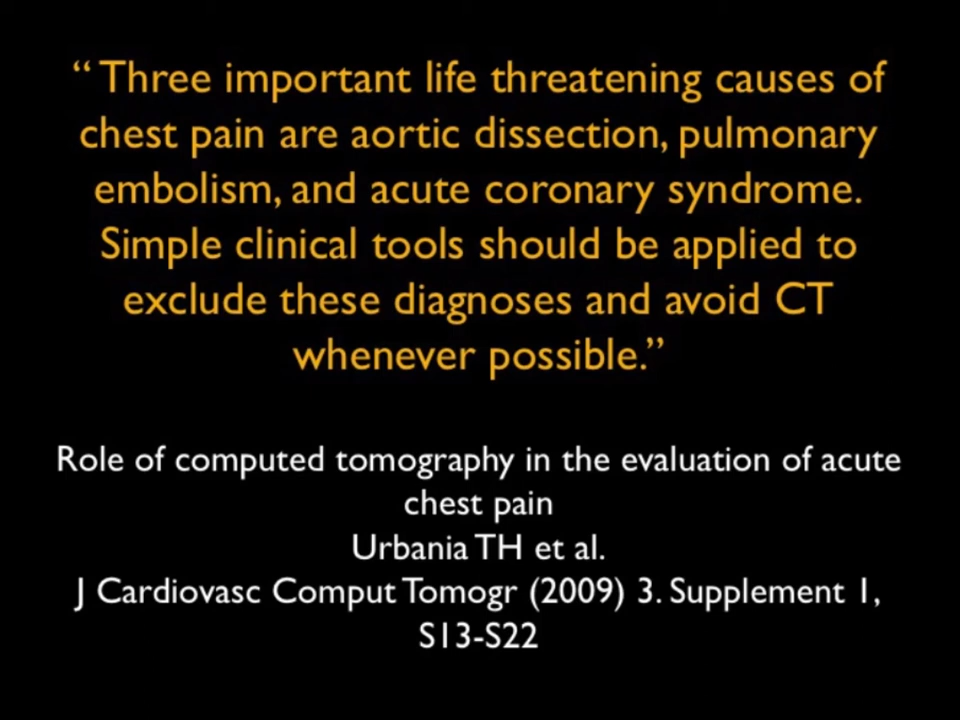 “ Three important life threatening causes of
chest pain are aortic dissection, pulmonary
embolism, and acute coronary syndrome.
Simple clinical tools should be applied to
exclude these diagnoses and avoid CT
whenever possible.”
Role of computed tomography in the evaluation of acute
chest pain
Urbania TH et al.
J Cardiovasc Comput Tomogr (2009) 3. Supplement 1,
S13-S22